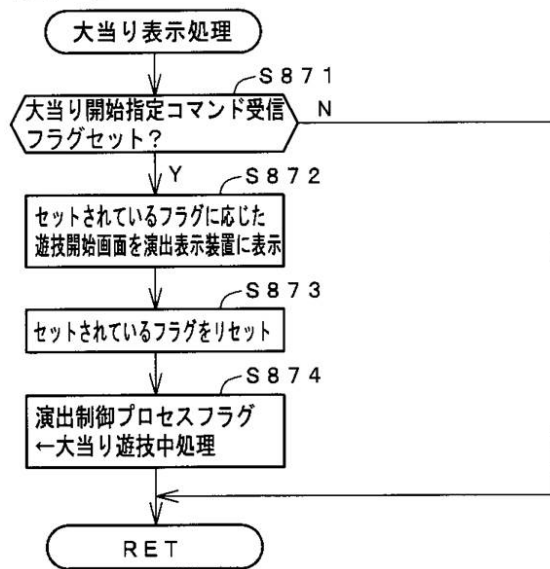 大当り表示処理
S871
大当り開始指定コマンド受信
フラグセット?
N
Y
S872
セットされているフラグに応じた
遊技開始画面を演出表示装置に表示
S873
セットされているフラグをリセット
S874
演出制御プロセスフラグ
←大当り遊技中処理
RET